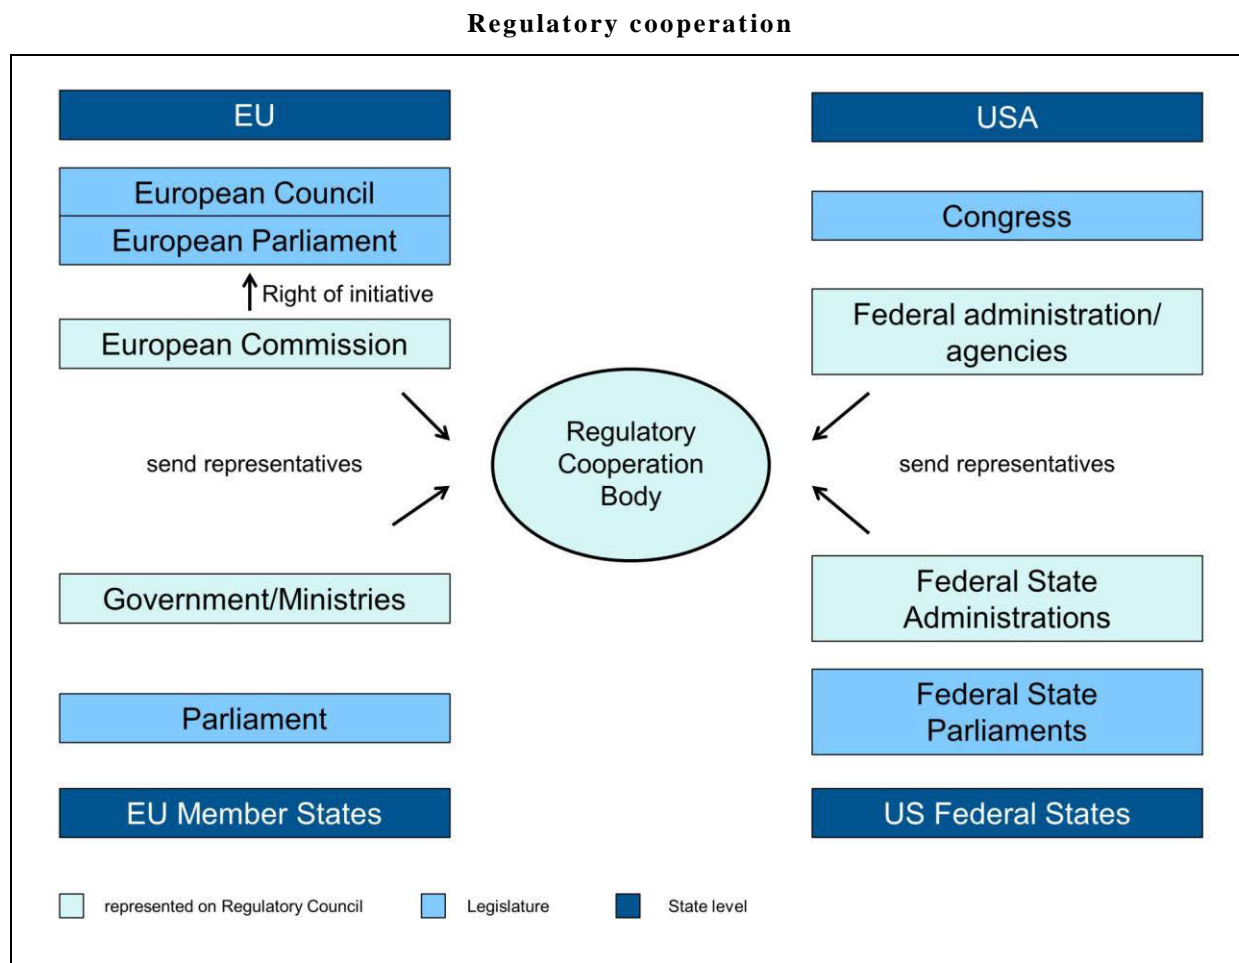 Regulatory cooperation
EU
European Council
European Parliament
Right of initiative
European Commission
send representatives
Government/Ministries
Parliament
EU Member States
Regulatory
Cooperation
Body
USA
Congress
Federal administration/
agencies
send representatives
Federal State
Administrations
Federal State
Parliaments
US Federal States
represented on Regulatory Council
Legislature
State level